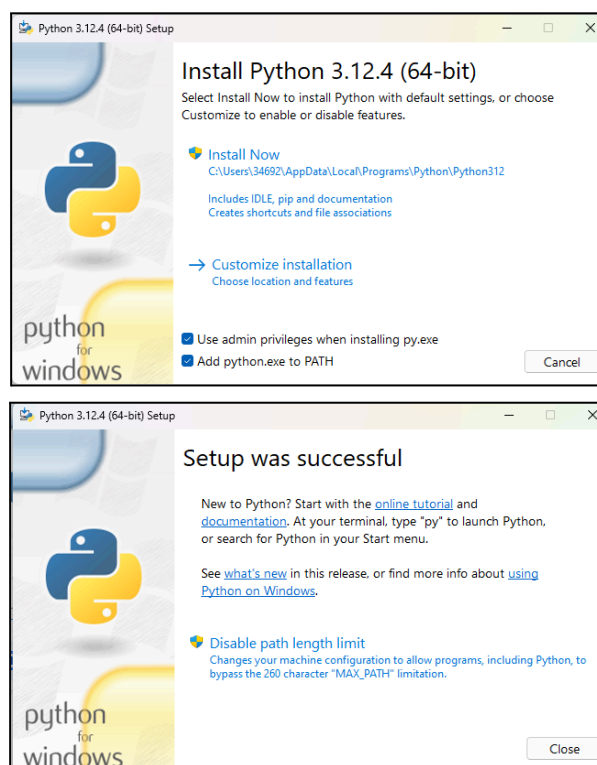 Python 3.12.4 (64-bit) Setup
Install Python 3.12.4 (64-bit)
Select Install Now to install Python with default settings, or choose
Customize to enable or disable features.
Install Now
C:\Users\34692\AppData\Local\Programs\Python\Python312
Includes IDLE, pip and documentation
Creates shortcuts and file associations
Customize installation
Choose location and features
python
for
windows
Use admin privileges when installing py.exe
Add python.exe to PATH
Cancel
Python 3.12.4 (64-bit) Setup
Setup was successful
New to Python? Start with the online tutorial and
documentation. At your terminal, type "py" to launch Python,
or search for Python in your Start menu.
See what's new in this release, or find more info about using
Python on Windows.
Disable path length limit
Changes your machine configuration to allow programs, including Python, to
bypass the 260 character "MAX_PATH" limitation.
python
for
windows
Close